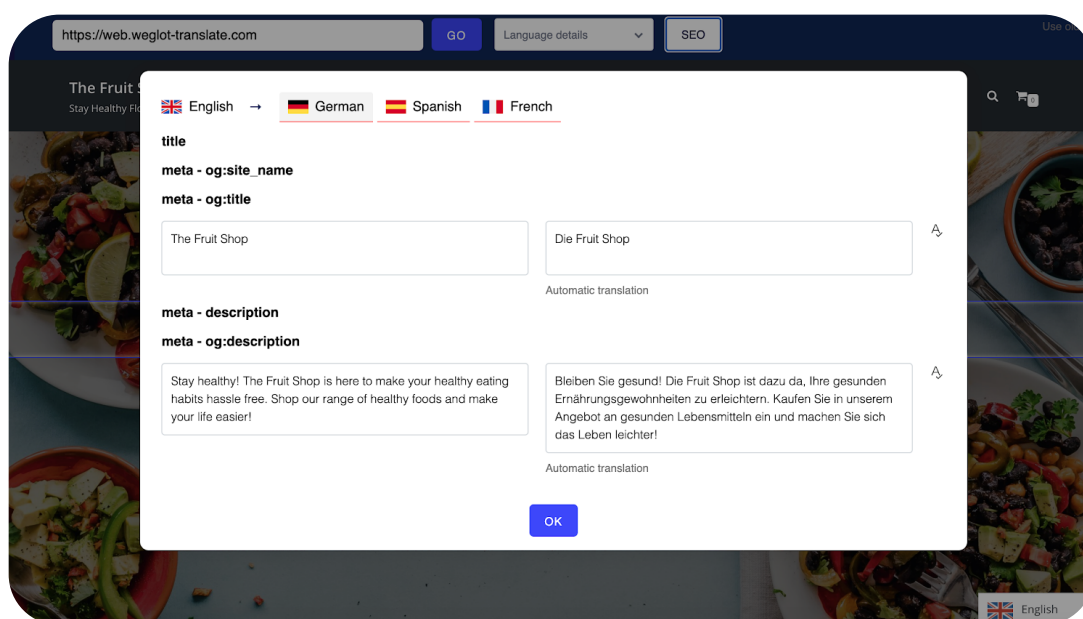 https://web.weglot-translate.com
GO
Language details
SEO
Use ol
The Fruit S
Stay Healthy Flo
0
English → German Spanish French
title
meta - og:site_name
meta - og:title
The Fruit Shop
Die Fruit Shop
Automatic translation
meta - description
meta - og:description
Stay healthy! The Fruit Shop is here to make your healthy eating
habits hassle free. Shop our range of healthy foods and make
your life easier!
Bleiben Sie gesund! Die Fruit Shop ist dazu da, Ihre gesunden
Ernährungsgewohnheiten zu erleichtern. Kaufen Sie in unserem
Angebot an gesunden Lebensmitteln ein und machen Sie sich
das Leben leichter!
Automatic translation
OK
English